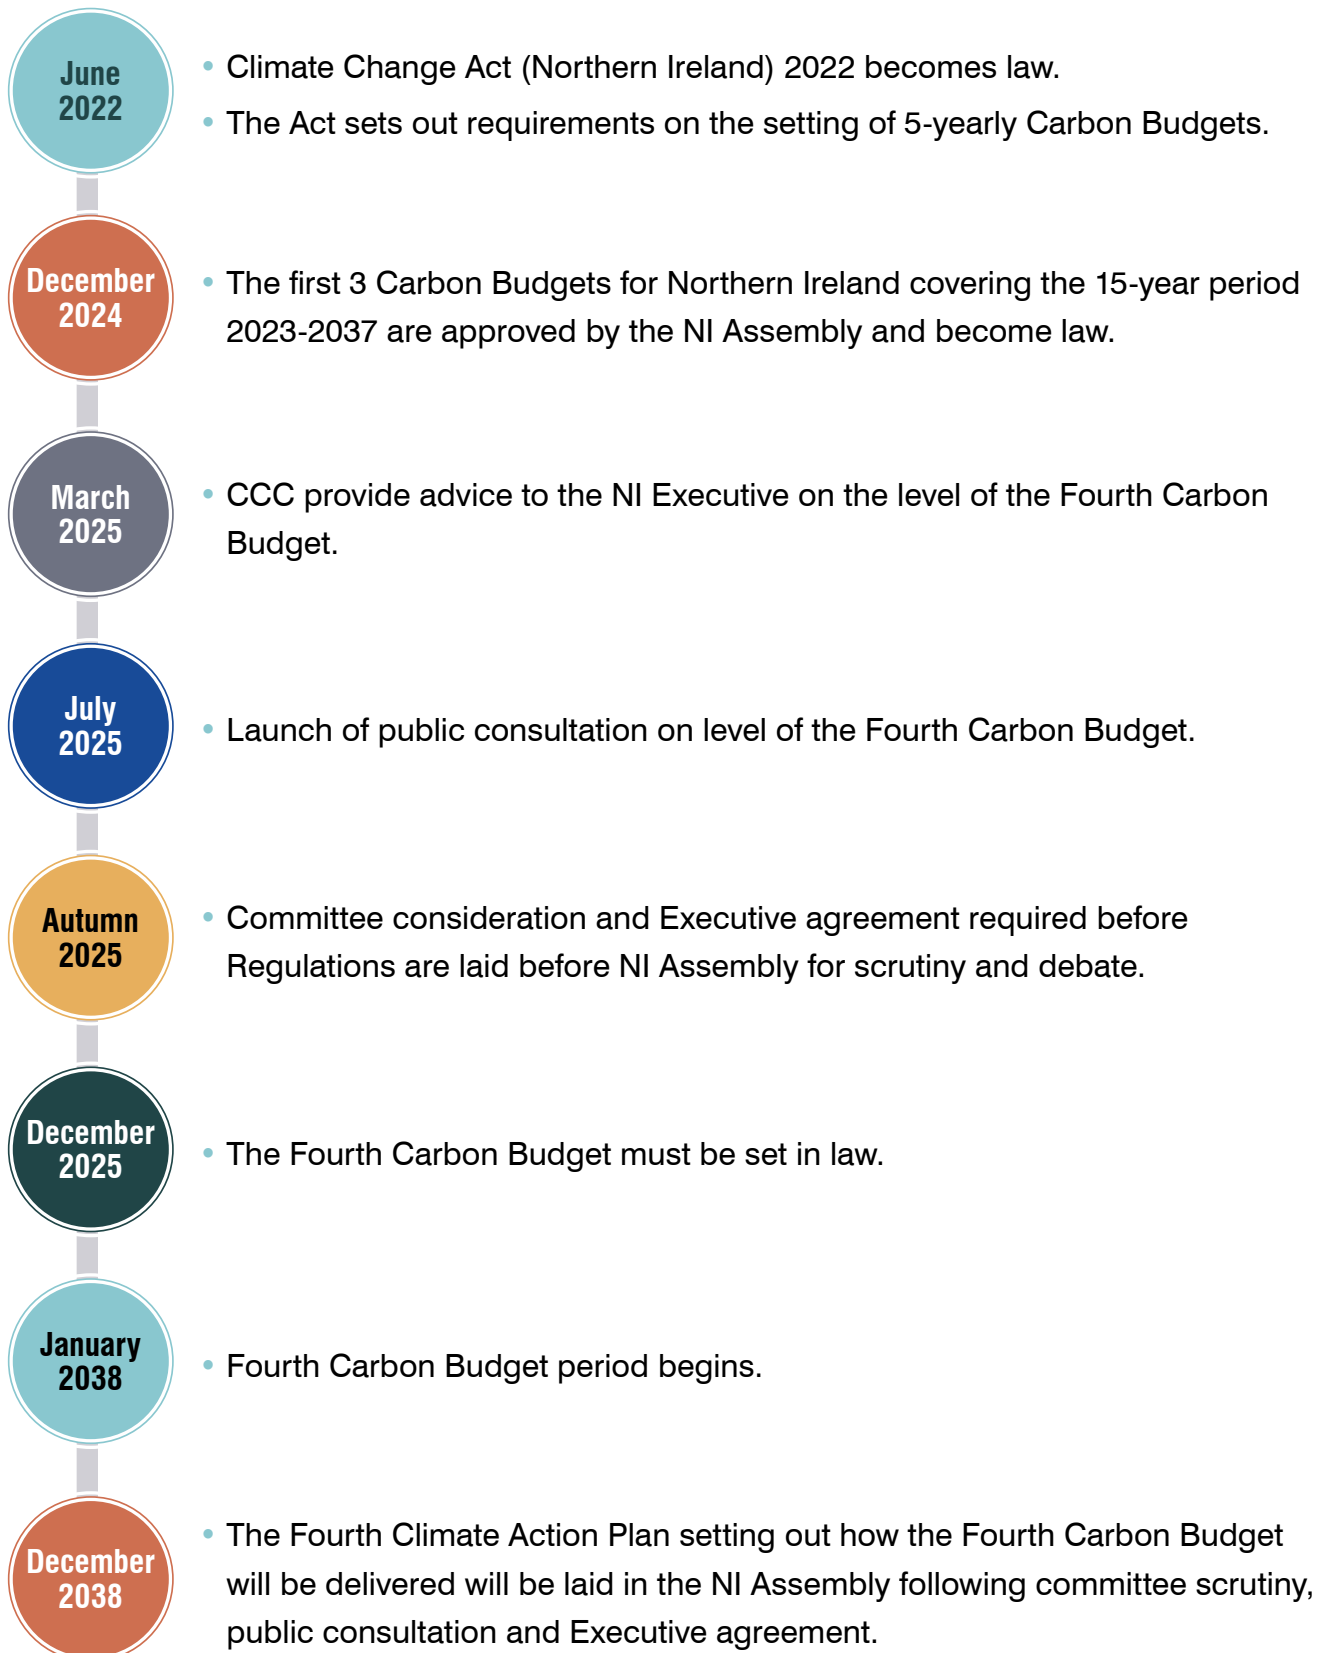 June
2022
• Climate Change Act (Northern Ireland) 2022 becomes law.
• The Act sets out requirements on the setting of 5-yearly Carbon Budgets.
December
2024
• The first 3 Carbon Budgets for Northern Ireland covering the 15-year period
2023-2037 are approved by the NI Assembly and become law.
March
2025
• CCC provide advice to the NI Executive on the level of the Fourth Carbon
Budget.
July
2025
• Launch of public consultation on level of the Fourth Carbon Budget.
Autumn
2025
• Committee consideration and Executive agreement required before
Regulations are laid before NI Assembly for scrutiny and debate.
December
2025
• The Fourth Carbon Budget must be set in law.
January
2038
• Fourth Carbon Budget period begins.
December
2038
• The Fourth Climate Action Plan setting out how the Fourth Carbon Budget
will be delivered will be laid in the NI Assembly following committee scrutiny,
public consultation and Executive agreement.